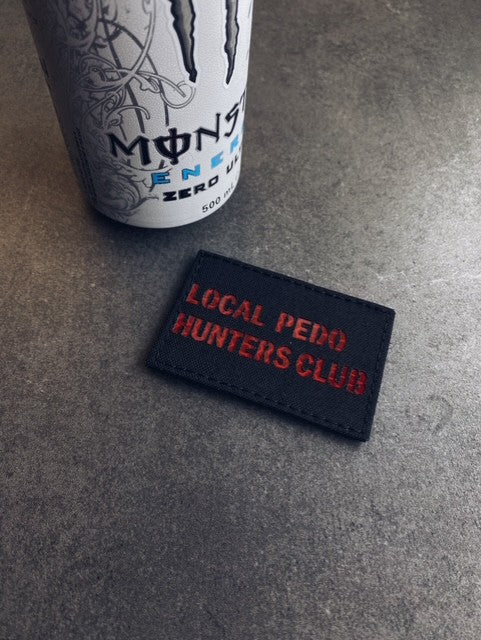 MONST
ENER
ZERO UL
500 mL
LOCAL PEDO
HUNTERS CLUB